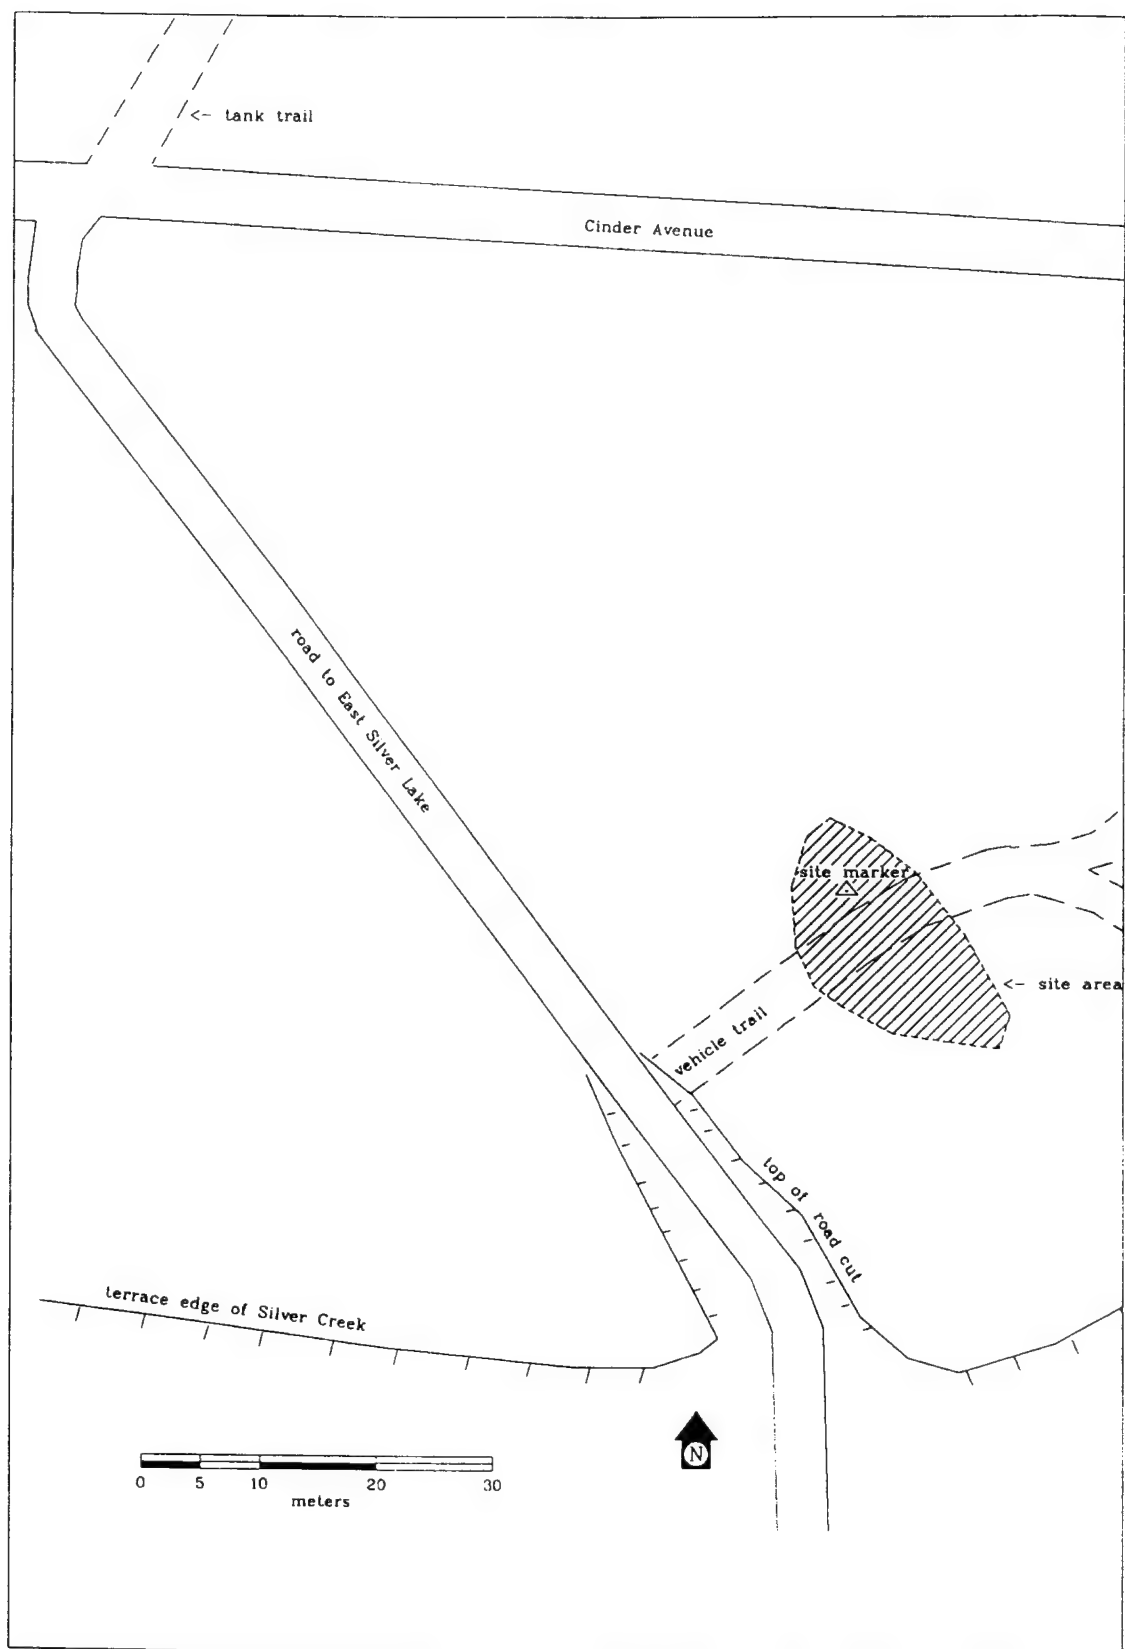 <- tank trail
Cinder Avenue
road to East Silver Lake
site marker
<- site area
vehicle trail
top of road cut
terrace edge of Silver Creek
N
0 5 10 20 30
meters